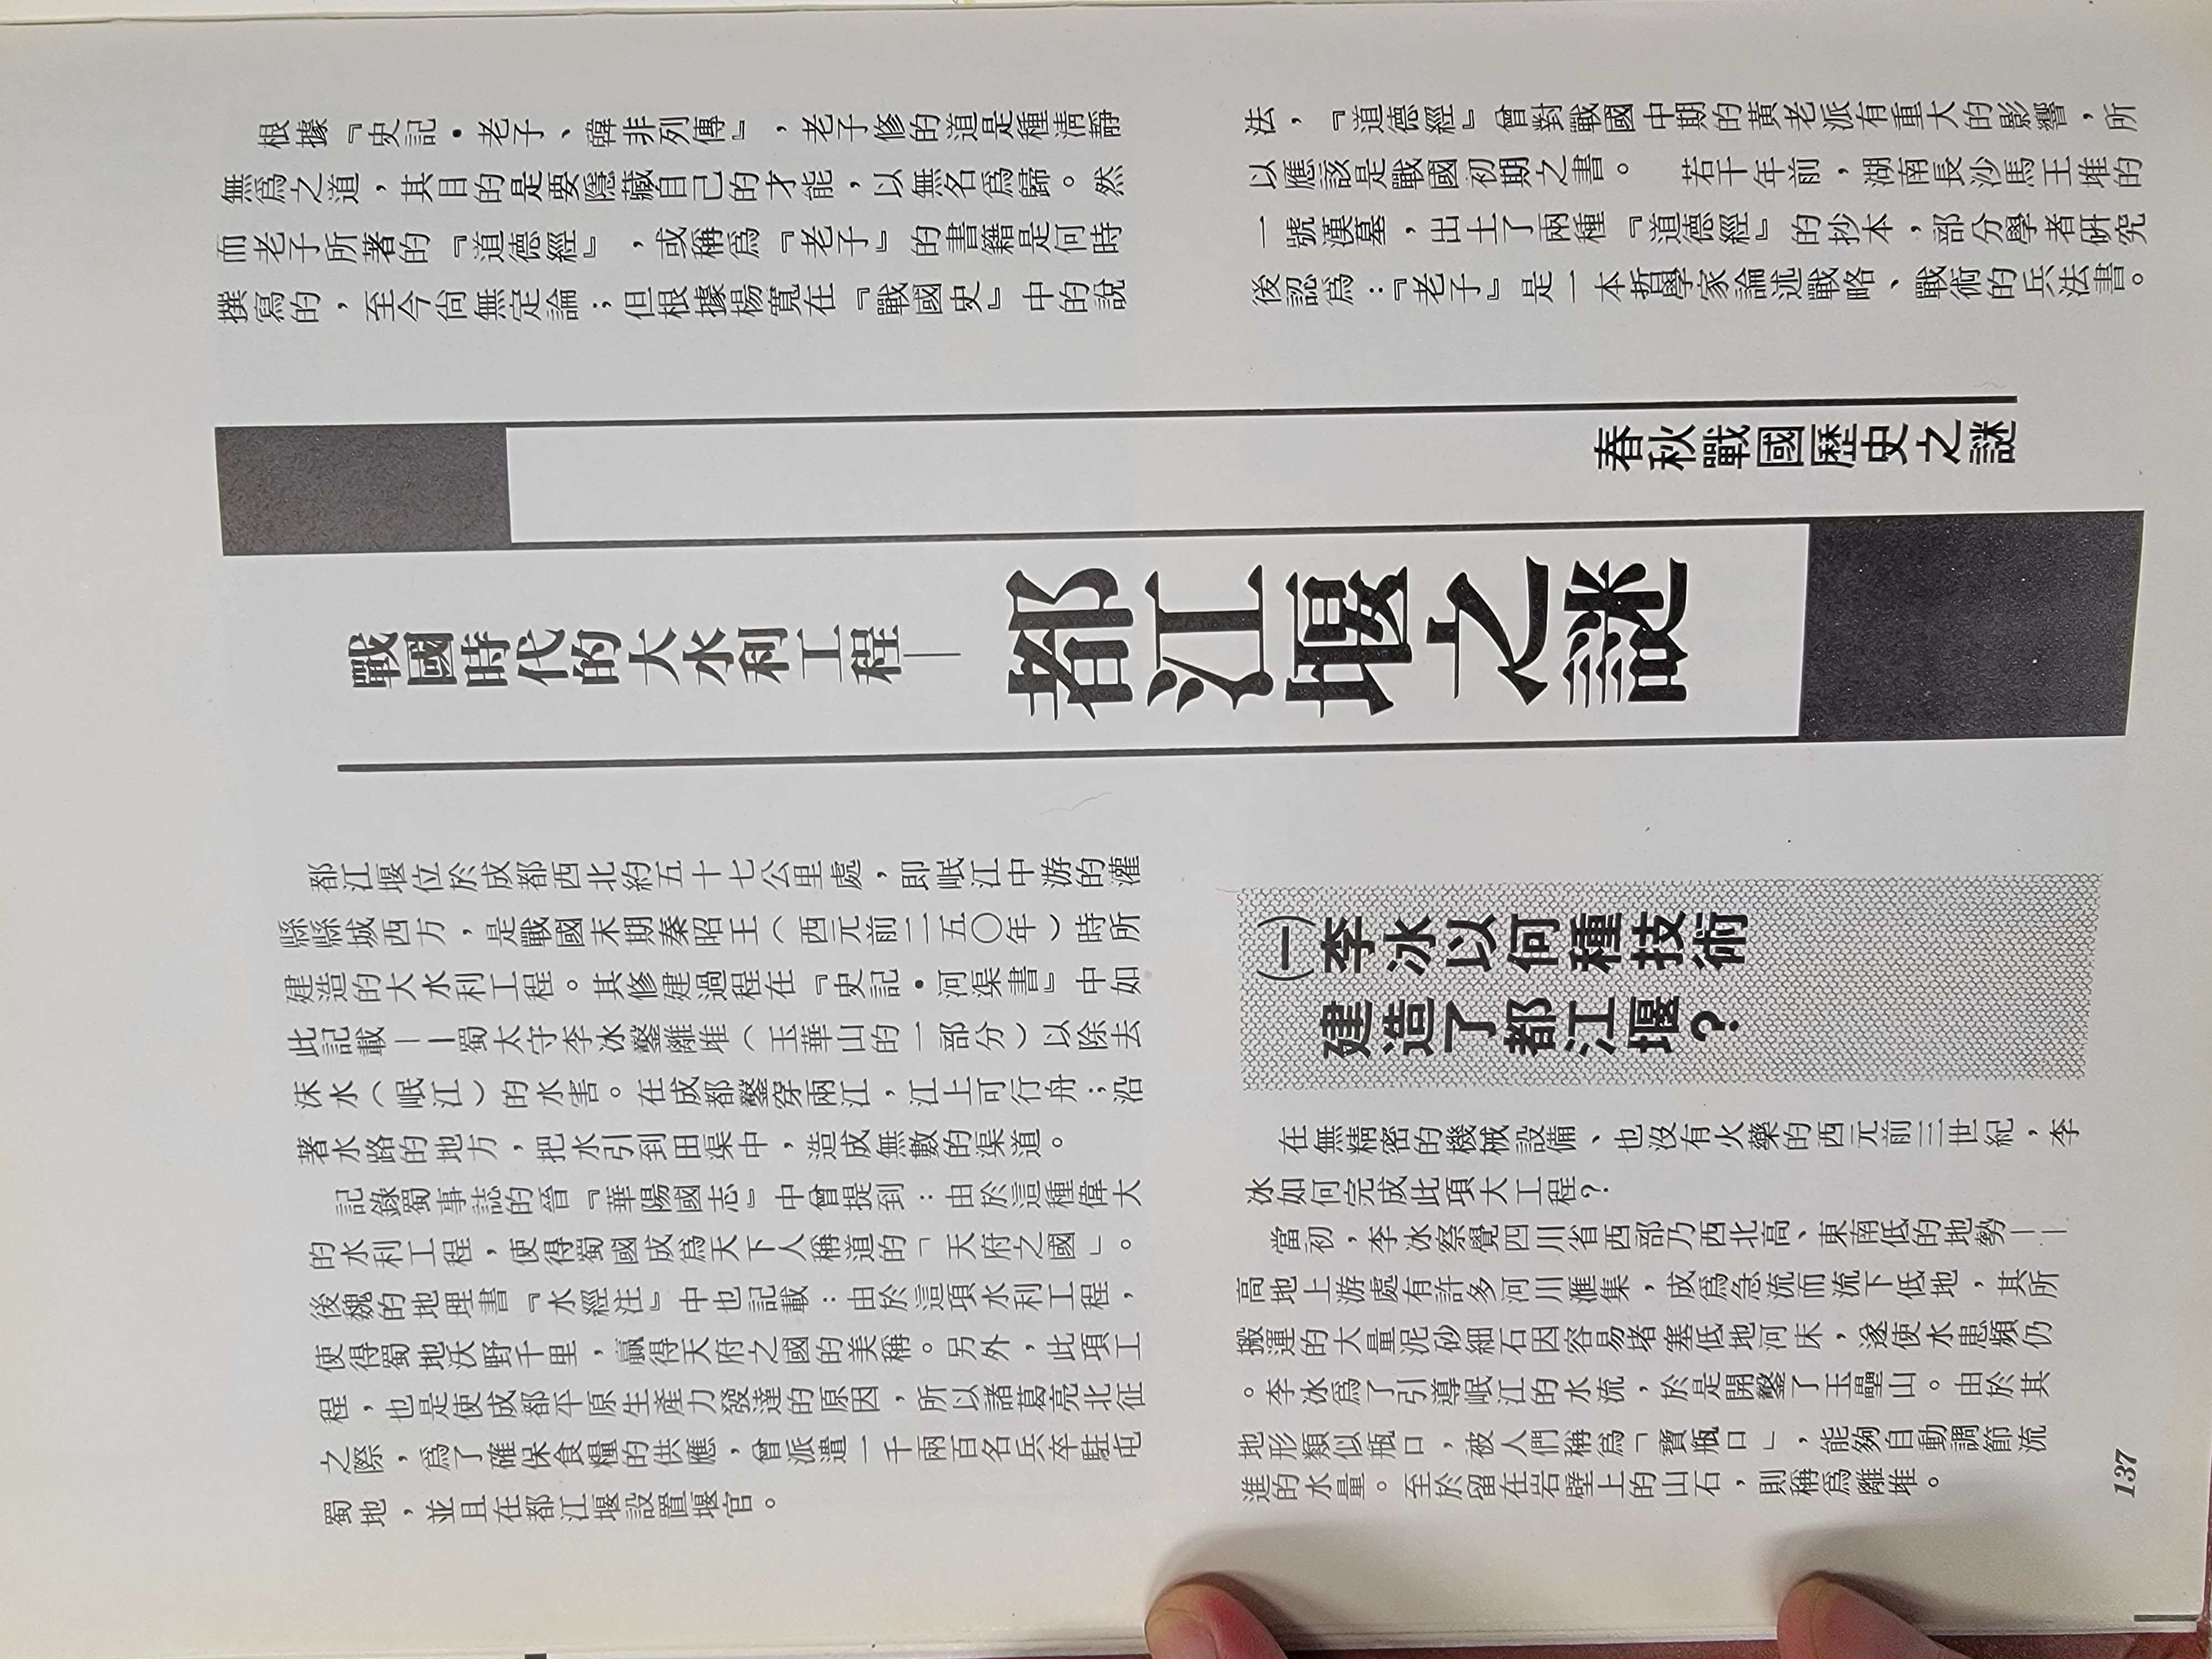 根據『史記•老子、韓非列傳』，老子修的道是種淸靜
無爲之道，其目的是要隱藏自己的才能，以無名爲歸。然
而老子所著的『道德經』，或稱爲『老子』的書籍是何時
撰寫的，至今尙無定論；但根據楊寬在『戰國史』中的說
法，『道德經』曾對戰國中期的黃老派有重大的影響，所
以應該是戰國初期之書。 若干年前，湖南長沙馬王堆的
一號漢墓，出土了兩種『道德經』的抄本，部分學者硏究
後認爲：『老子』是一本哲學家論述戰略、戰術的兵法書。
春秋戰國歷史之謎
戰國時代的大水利工程—都江堰之謎
都江堰位於成都西北約五十七公里處，即岷江中游的灌
縣縣城西方，是戰國末期秦昭王（西元前二五〇年）時所
建造的大水利工程。其修建過程在『史記•河渠書』中如
此記載——蜀太守李冰鑿離堆（玉華山的一部分）以除去
沫水（岷江）的水害。在成都鑿穿兩江，江上可行舟；沿
著水路的地方，把水引到田渠中，造成無數的渠道。
記錄蜀事誌的晉『華陽國志』中曾提到：由於這種偉大
的水利工程，使得蜀國成爲天下人稱道的「天府之國」。
後魏的地理書『水經注』中也記載：由於這項水利工程，
使得蜀地沃野千里，贏得天府之國的美稱。另外，此項工
程，也是使成都平原生產力發達的原因，所以諸葛亮北征
之際，爲了確保食糧的供應，曾派遣一千兩百名兵卒駐屯
蜀地，並且在都江堰設置堰官。
㈠李冰以何種技術
建造了都江堰？
在無精密的機械設備、也沒有火藥的西元前三世紀，李
冰如何完成此項大工程？
當初，李冰察覺四川省西部乃西北高、東南低的地勢——
高地上游處有許多河川滙集，成爲急流而流下低地，其所
搬運的大量泥砂細石因容易堵塞低地河床，遂使水患頻仍
。李冰爲了引導岷江的水流，於是開鑿了玉壘山。由於其
地形類似瓶口，被人們稱爲「寶瓶口」，能夠自動調節流
進的水量。至於留在岩壁上的山石，則稱爲離堆。
137